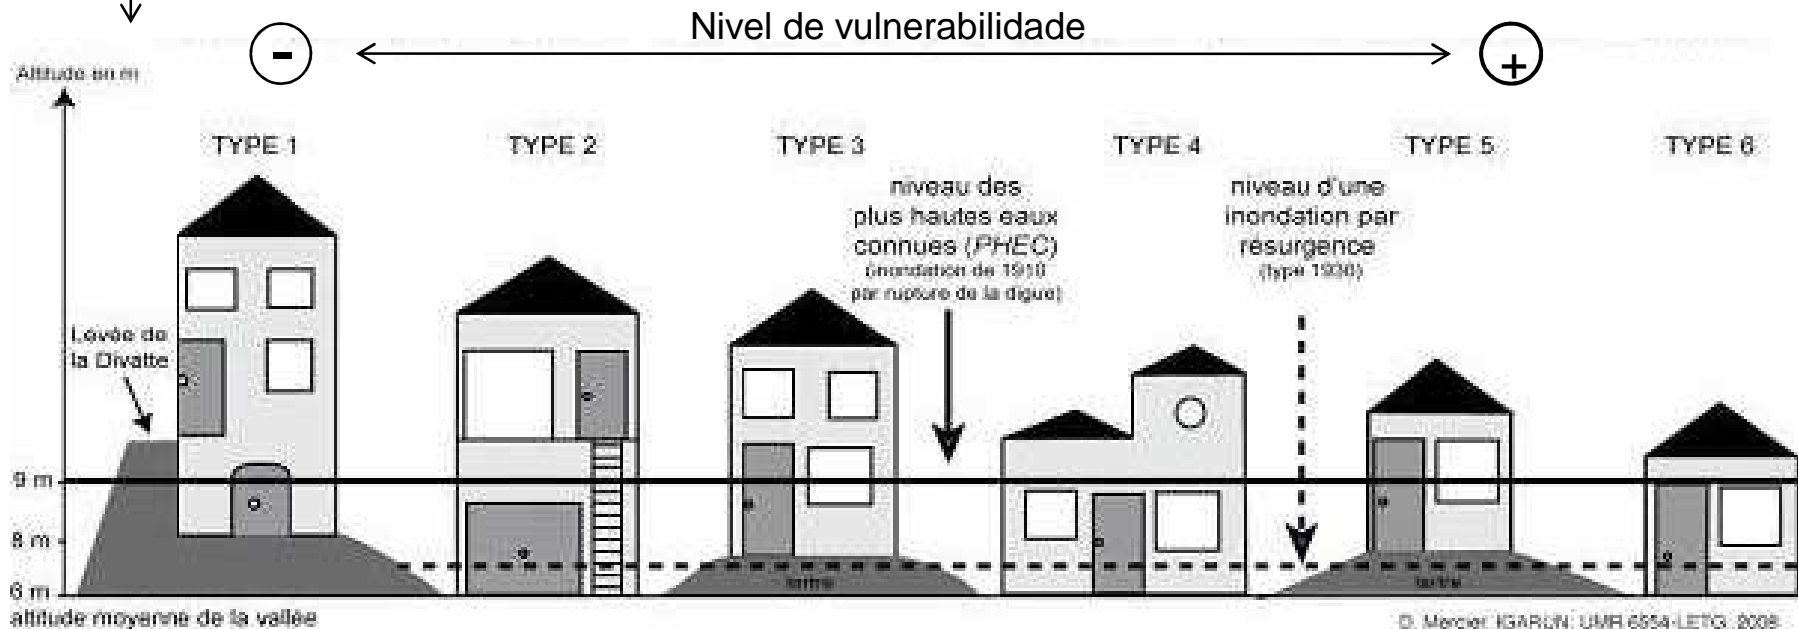 Nivel de vulnerabilidade
-
+
Altitude en m
TYPE 1
TYPE 2
TYPE 3
TYPE 4
TYPE 5
TYPE 6
niveau des
plus hautes eaux
connues (PHEC)
(inondation de 1910
par rupture de la digue)
niveau d'une
inondation par
résurgence
(type 1936)
Levée de
la Divatte
9 m
8 m
6 m
tertre
tertre
altitude moyenne de la vallée
D. Mercier, IGARUN, UMR 6554-LETG, 2008